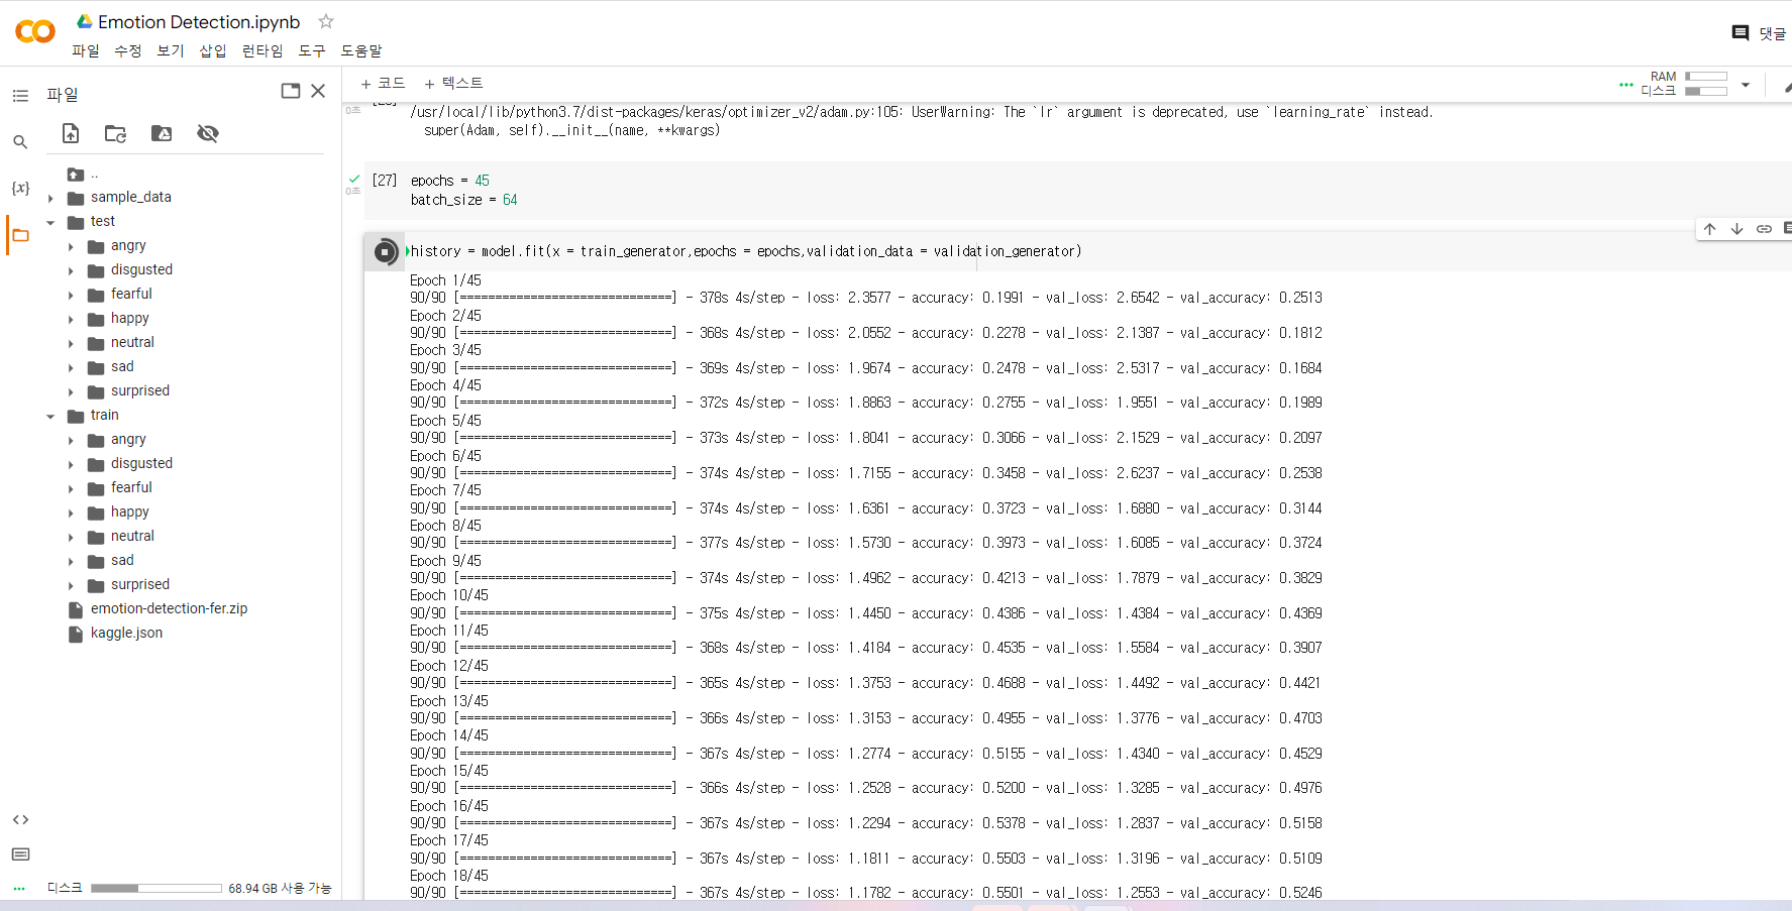 Emotion Detection.ipynb
파일 수정 보기 삽입 런타임 도구 도움말
댓글
파일
+ 코드 + 텍스트
RAM
디스크
..
sample_data
test
angry
disgusted
fearful
happy
neutral
sad
surprised
train
angry
disgusted
fearful
happy
neutral
sad
surprised
emotion-detection-fer.zip
kaggle.json
디스크 68.94 GB 사용 가능
0초
/usr/local/lib/python3.7/dist-packages/keras/optimizer_v2/adam.py:105: UserWarning: The `lr` argument is deprecated, use `learning_rate` instead.
super(Adam, self).__init__(name, **kwargs)
0초
[27] epochs = 45
batch_size = 64
history = model.fit(x = train_generator,epochs = epochs,validation_data = validation_generator)
Epoch 1/45
90/90 [==============================] - 378s 4s/step - loss: 2.3577 - accuracy: 0.1991 - val_loss: 2.6542 - val_accuracy: 0.2513
Epoch 2/45
90/90 [==============================] - 368s 4s/step - loss: 2.0552 - accuracy: 0.2278 - val_loss: 2.1387 - val_accuracy: 0.1812
Epoch 3/45
90/90 [==============================] - 369s 4s/step - loss: 1.9674 - accuracy: 0.2478 - val_loss: 2.5317 - val_accuracy: 0.1684
Epoch 4/45
90/90 [==============================] - 372s 4s/step - loss: 1.8863 - accuracy: 0.2755 - val_loss: 1.9551 - val_accuracy: 0.1989
Epoch 5/45
90/90 [==============================] - 373s 4s/step - loss: 1.8041 - accuracy: 0.3066 - val_loss: 2.1529 - val_accuracy: 0.2097
Epoch 6/45
90/90 [==============================] - 374s 4s/step - loss: 1.7155 - accuracy: 0.3458 - val_loss: 2.6237 - val_accuracy: 0.2538
Epoch 7/45
90/90 [==============================] - 374s 4s/step - loss: 1.6361 - accuracy: 0.3723 - val_loss: 1.6880 - val_accuracy: 0.3144
Epoch 8/45
90/90 [==============================] - 377s 4s/step - loss: 1.5730 - accuracy: 0.3973 - val_loss: 1.6085 - val_accuracy: 0.3724
Epoch 9/45
90/90 [==============================] - 374s 4s/step - loss: 1.4962 - accuracy: 0.4213 - val_loss: 1.7879 - val_accuracy: 0.3829
Epoch 10/45
90/90 [==============================] - 375s 4s/step - loss: 1.4450 - accuracy: 0.4386 - val_loss: 1.4384 - val_accuracy: 0.4369
Epoch 11/45
90/90 [==============================] - 368s 4s/step - loss: 1.4184 - accuracy: 0.4535 - val_loss: 1.5584 - val_accuracy: 0.3907
Epoch 12/45
90/90 [==============================] - 365s 4s/step - loss: 1.3753 - accuracy: 0.4688 - val_loss: 1.4492 - val_accuracy: 0.4421
Epoch 13/45
90/90 [==============================] - 366s 4s/step - loss: 1.3153 - accuracy: 0.4955 - val_loss: 1.3776 - val_accuracy: 0.4703
Epoch 14/45
90/90 [==============================] - 367s 4s/step - loss: 1.2774 - accuracy: 0.5155 - val_loss: 1.4340 - val_accuracy: 0.4529
Epoch 15/45
90/90 [==============================] - 366s 4s/step - loss: 1.2528 - accuracy: 0.5200 - val_loss: 1.3285 - val_accuracy: 0.4976
Epoch 16/45
90/90 [==============================] - 367s 4s/step - loss: 1.2294 - accuracy: 0.5378 - val_loss: 1.2837 - val_accuracy: 0.5158
Epoch 17/45
90/90 [==============================] - 367s 4s/step - loss: 1.1811 - accuracy: 0.5503 - val_loss: 1.3196 - val_accuracy: 0.5109
Epoch 18/45
90/90 [==============================] - 367s 4s/step - loss: 1.1782 - accuracy: 0.5501 - val_loss: 1.2553 - val_accuracy: 0.5246